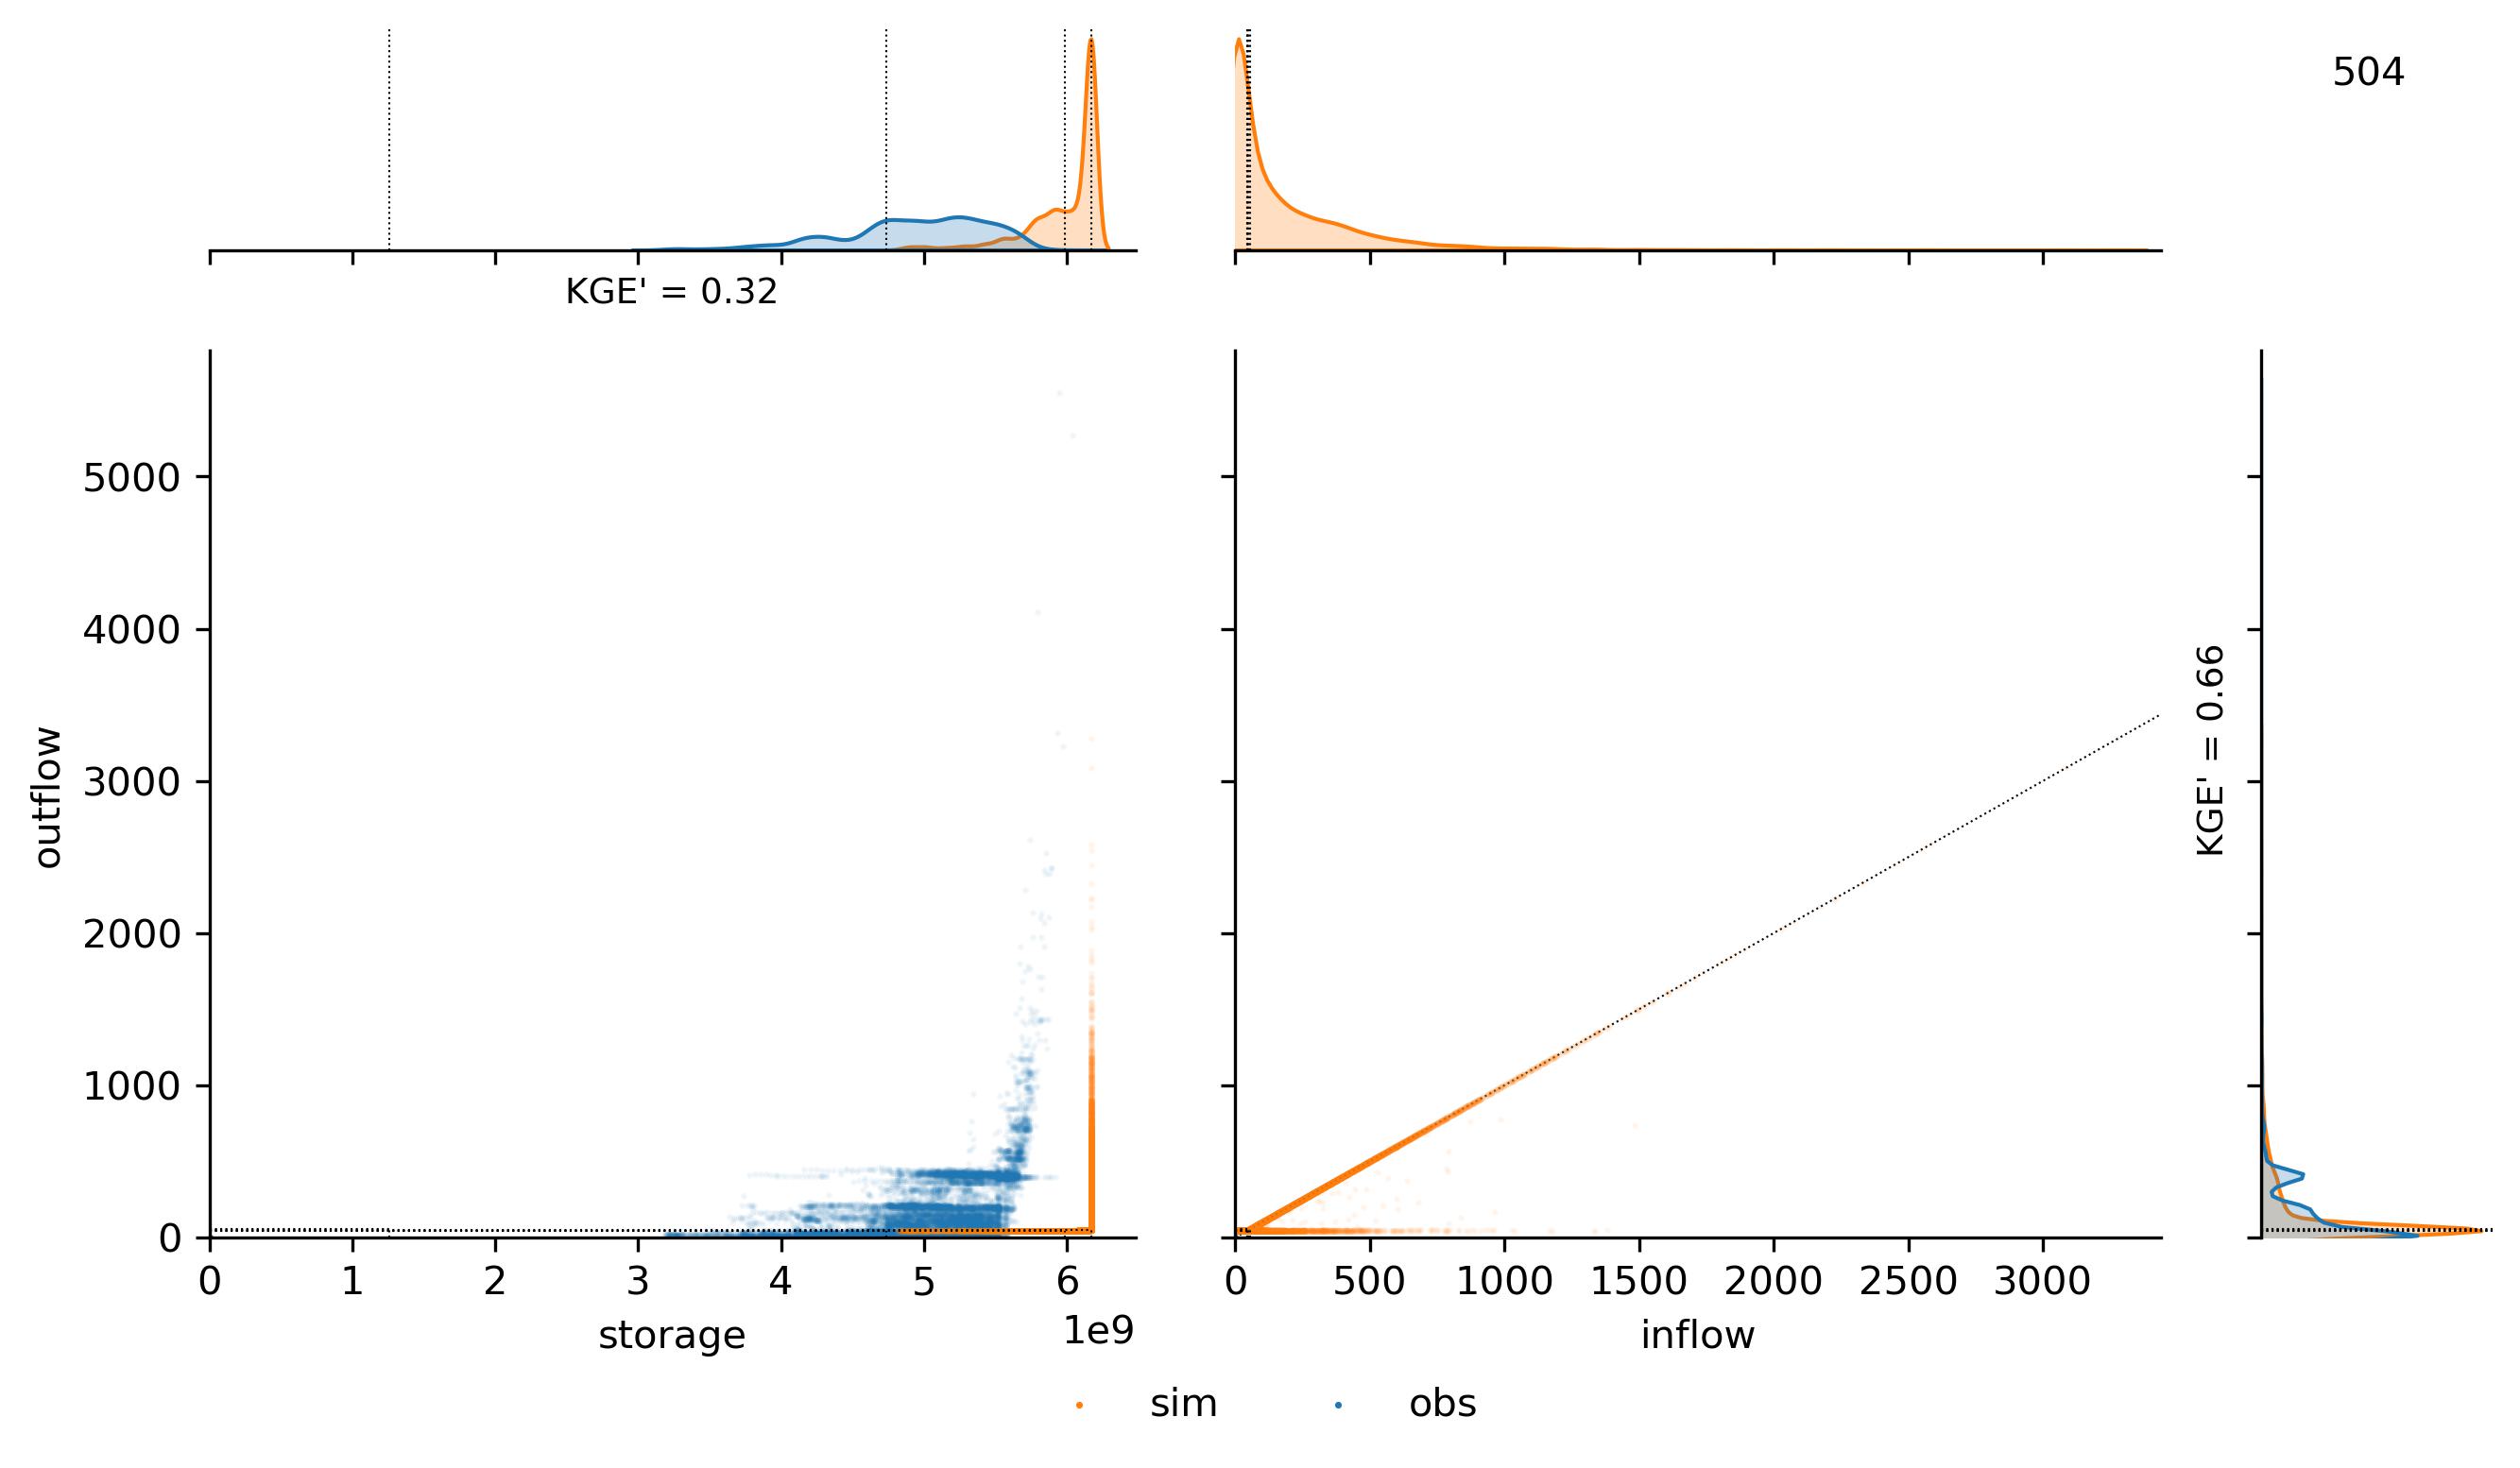 504
KGE' = 0.32
5000
4000
3000
2000
1000
0
outflow
KGE' = 0.66
0 1 2 3 4 5 6
1e9
storage
0 500 1000 1500 2000 2500 3000
inflow
sim obs